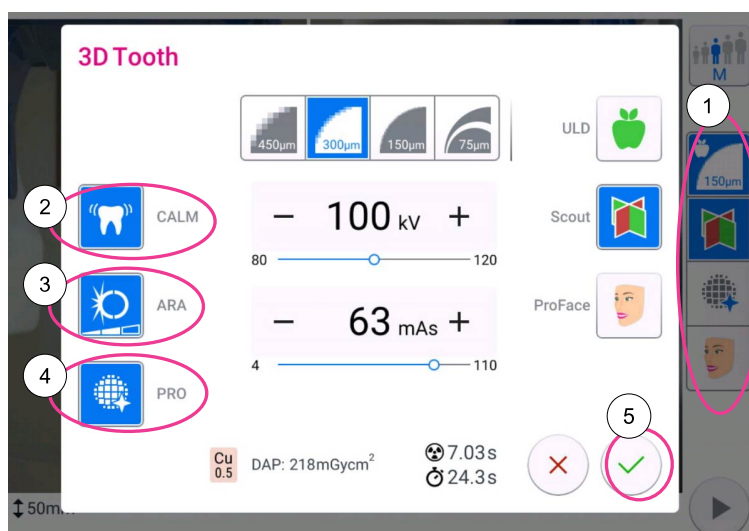 3D Tooth
M
1
450µm
300µm
150µm
75µm
ULD
150µm
2
CALM
− 100 kV +
Scout
80
120
3
ARA
− 63 mAs +
ProFace
4
110
4
PRO
5
Cu
0.5
DAP: 218mGycm²
7.03s
24.3s
50m